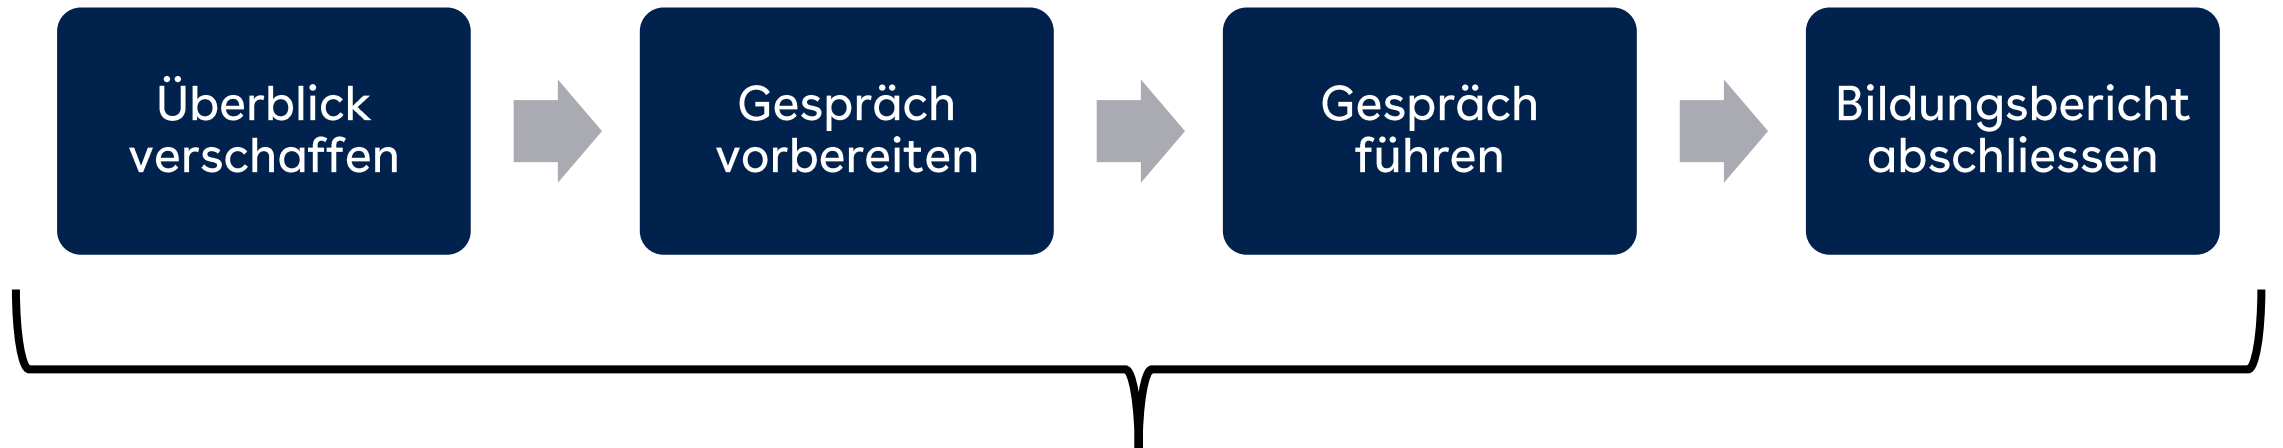 Überblick
verschaffen
Gespräch
vorbereiten
Gespräch
führen
Bildungsbericht
abschliessen